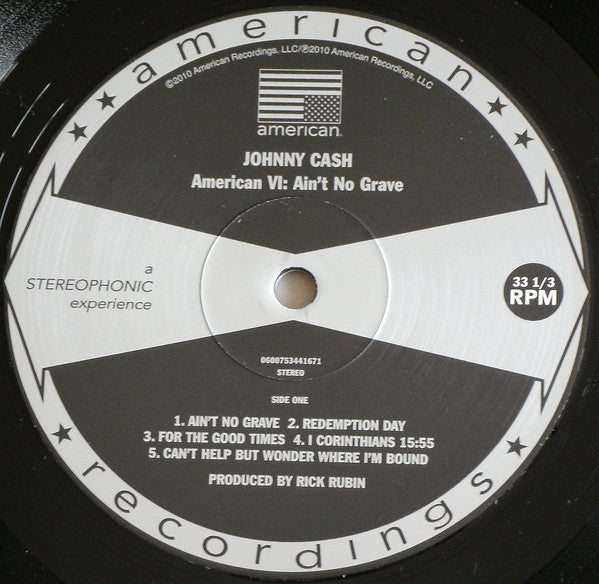 american
©2010 American Recordings, LLC/℗2010 American Recordings, LLC
american
JOHNNY CASH
American VI: Ain't No Grave
a
STEREOPHONIC
experience
33 1/3
RPM
0600753441671
STEREO
SIDE ONE
1. AIN'T NO GRAVE 2. REDEMPTION DAY
3. FOR THE GOOD TIMES 4. I CORINTHIANS 15:55
5. CAN'T HELP BUT WONDER WHERE I'M BOUND
PRODUCED BY RICK RUBIN
recordings